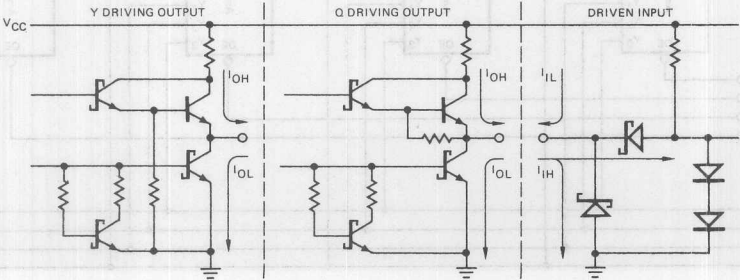 Y DRIVING OUTPUT
Q DRIVING OUTPUT
DRIVEN INPUT
VCC
IOH
IOH
IIL
IOL
IOL
IIH